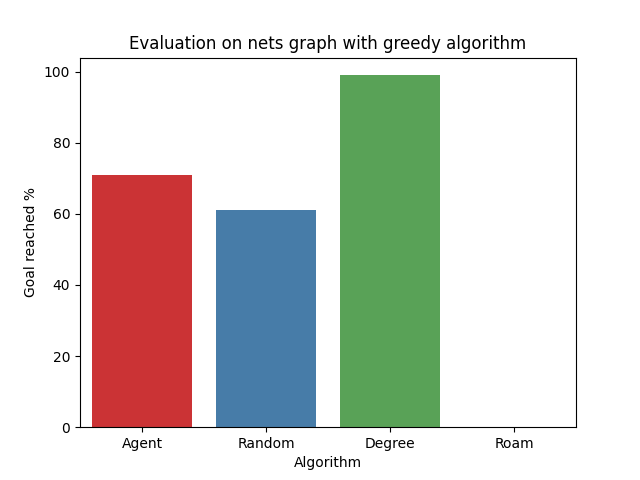 Evaluation on nets graph with greedy algorithm
Goal reached %
100
80
60
40
20
0
Agent
Random
Degree
Roam
Algorithm